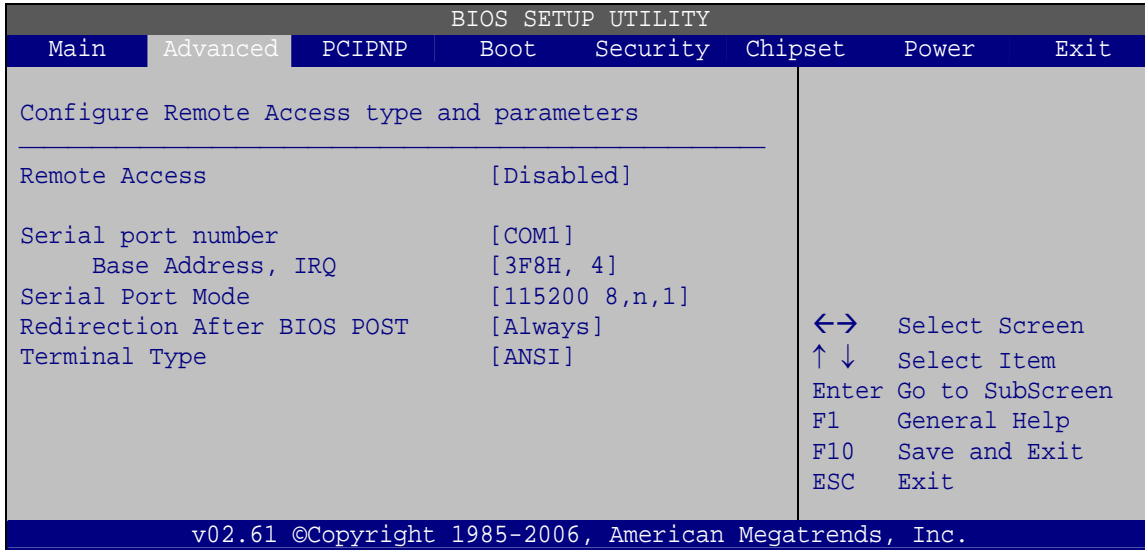 BIOS SETUP UTILITY
Main Advanced PCIPNP Boot Security Chipset Power Exit
Configure Remote Access type and parameters
Remote Access [Disabled]
Serial port number [COM1]
Base Address, IRQ [3F8H, 4]
Serial Port Mode [115200 8,n,1]
Redirection After BIOS POST [Always]
Terminal Type [ANSI]
←→ Select Screen
↑ ↓ Select Item
Enter Go to SubScreen
F1 General Help
F10 Save and Exit
ESC Exit
v02.61 ©Copyright 1985-2006, American Megatrends, Inc.